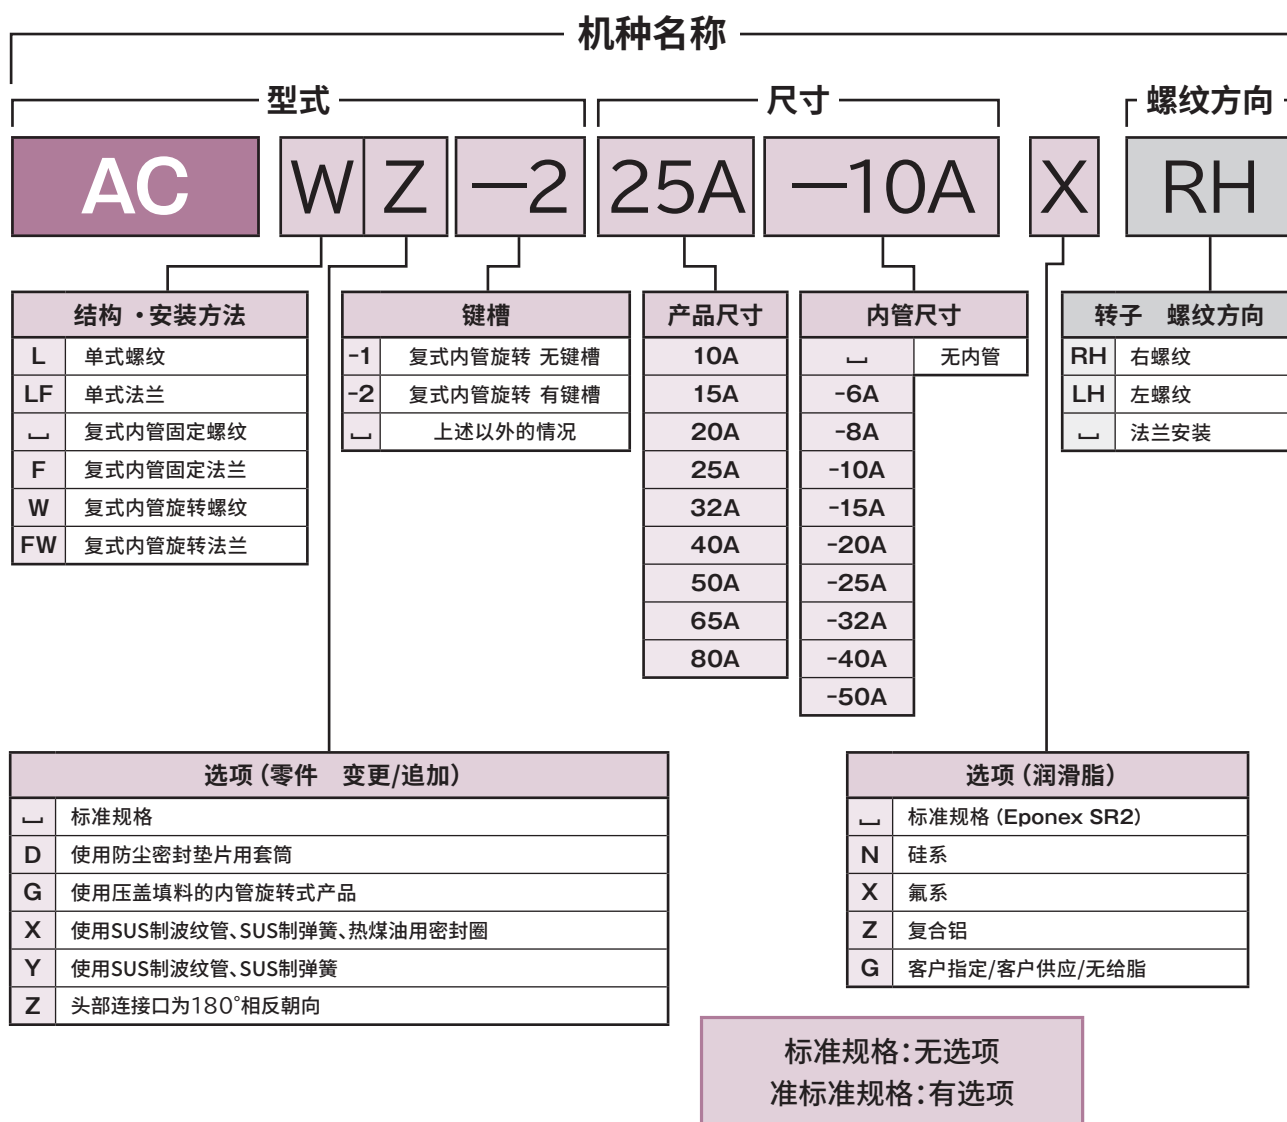 机种名称
型式
尺寸
螺纹方向
AC W Z -2 25A -10A X RH
结构・安装方法
L 单式螺纹
LF 单式法兰
⎵ 复式内管固定螺纹
F 复式内管固定法兰
W 复式内管旋转螺纹
FW 复式内管旋转法兰
键槽
-1 复式内管旋转 无键槽
-2 复式内管旋转 有键槽
⎵ 上述以外的情况
产品尺寸
10A
15A
20A
25A
32A
40A
50A
65A
80A
内管尺寸
⎵ 无内管
-6A
-8A
-10A
-15A
-20A
-25A
-32A
-40A
-50A
转子 螺纹方向
RH 右螺纹
LH 左螺纹
⎵ 法兰安装
选项（零件 变更/追加）
⎵ 标准规格
D 使用防尘密封垫片用套筒
G 使用压盖填料的内管旋转式产品
X 使用SUS制波纹管、SUS制弹簧、热煤油用密封圈
Y 使用SUS制波纹管、SUS制弹簧
Z 头部连接口为180°相反朝向
选项（润滑脂）
⎵ 标准规格（Eponex SR2）
N 硅系
X 氟系
Z 复合铝
G 客户指定/客户供应/无给脂
标准规格：无选项
准标准规格：有选项